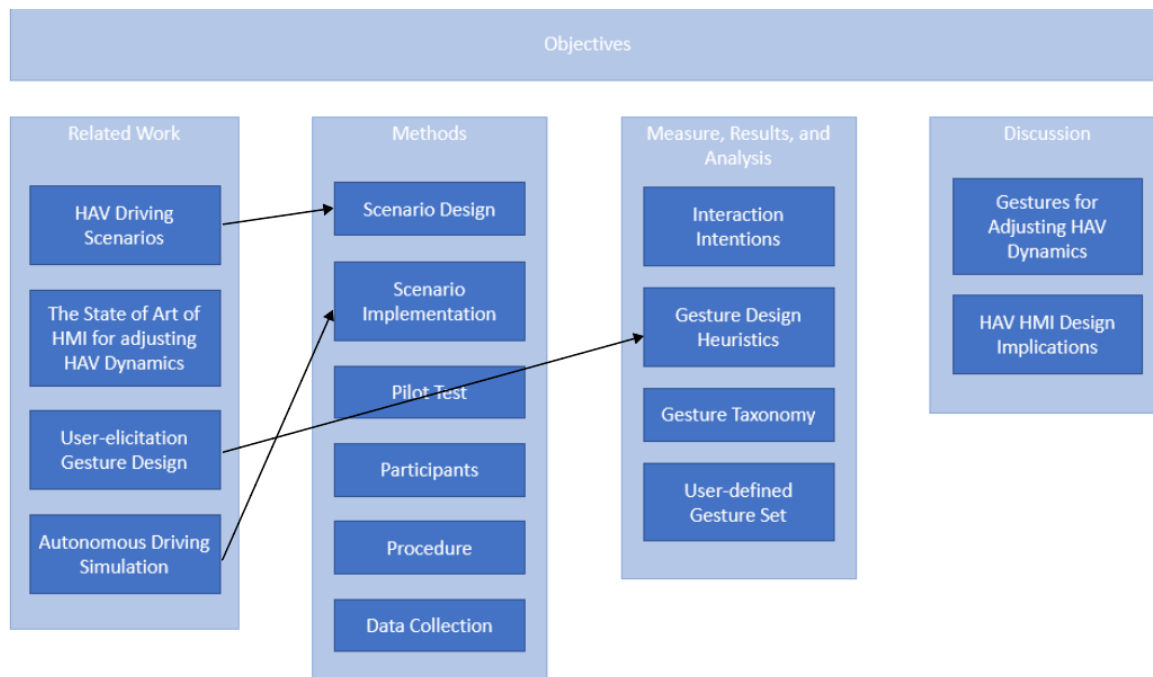 Objectives
Related Work
HAV Driving
Scenarios
The State of Art of
HMI for adjusting
HAV Dynamics
User-elicitation
Gesture Design
Autonomous Driving
Simulation
Methods
Scenario Design
Scenario
Implementation
Pilot Test
Participants
Procedure
Data Collection
Measure, Results, and
Analysis
Interaction
Intentions
Gesture Design
Heuristics
Gesture Taxonomy
User-defined
Gesture Set
Discussion
Gestures for
Adjusting HAV
Dynamics
HAV HMI Design
Implications